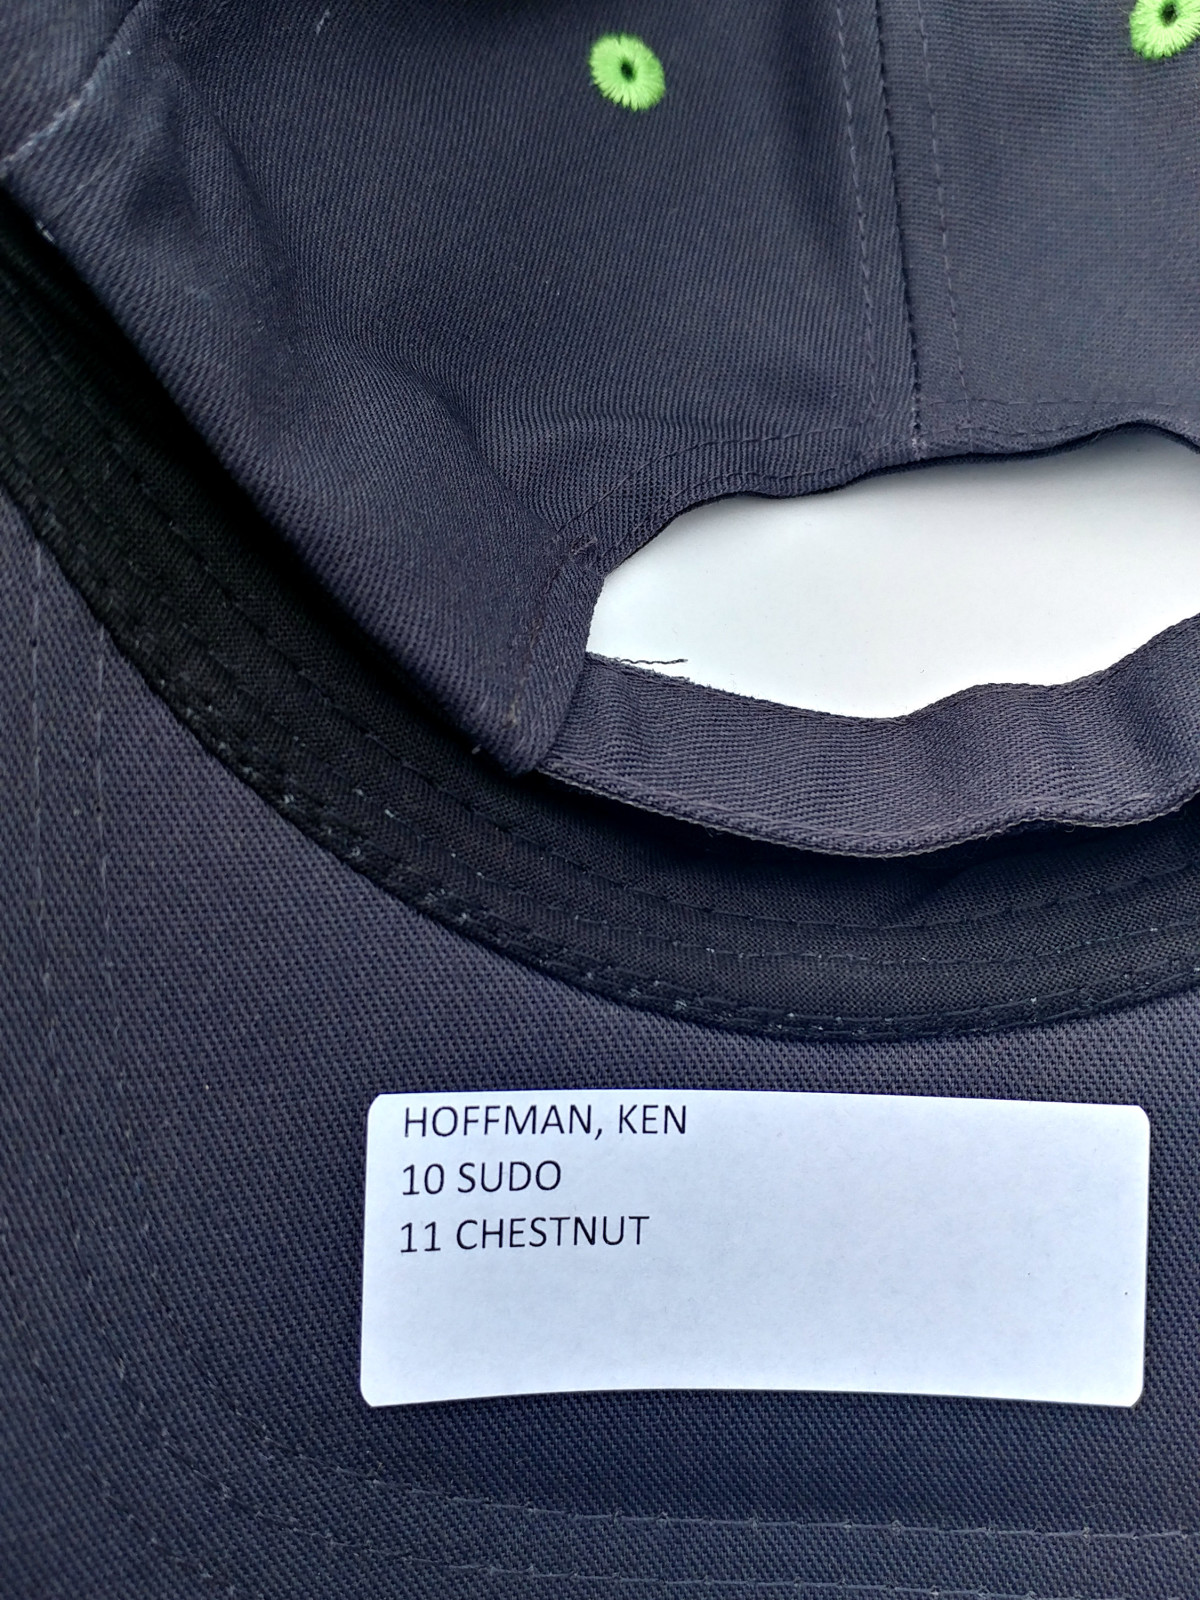 HOFFMAN, KEN
10 SUDO
11 CHESTNUT